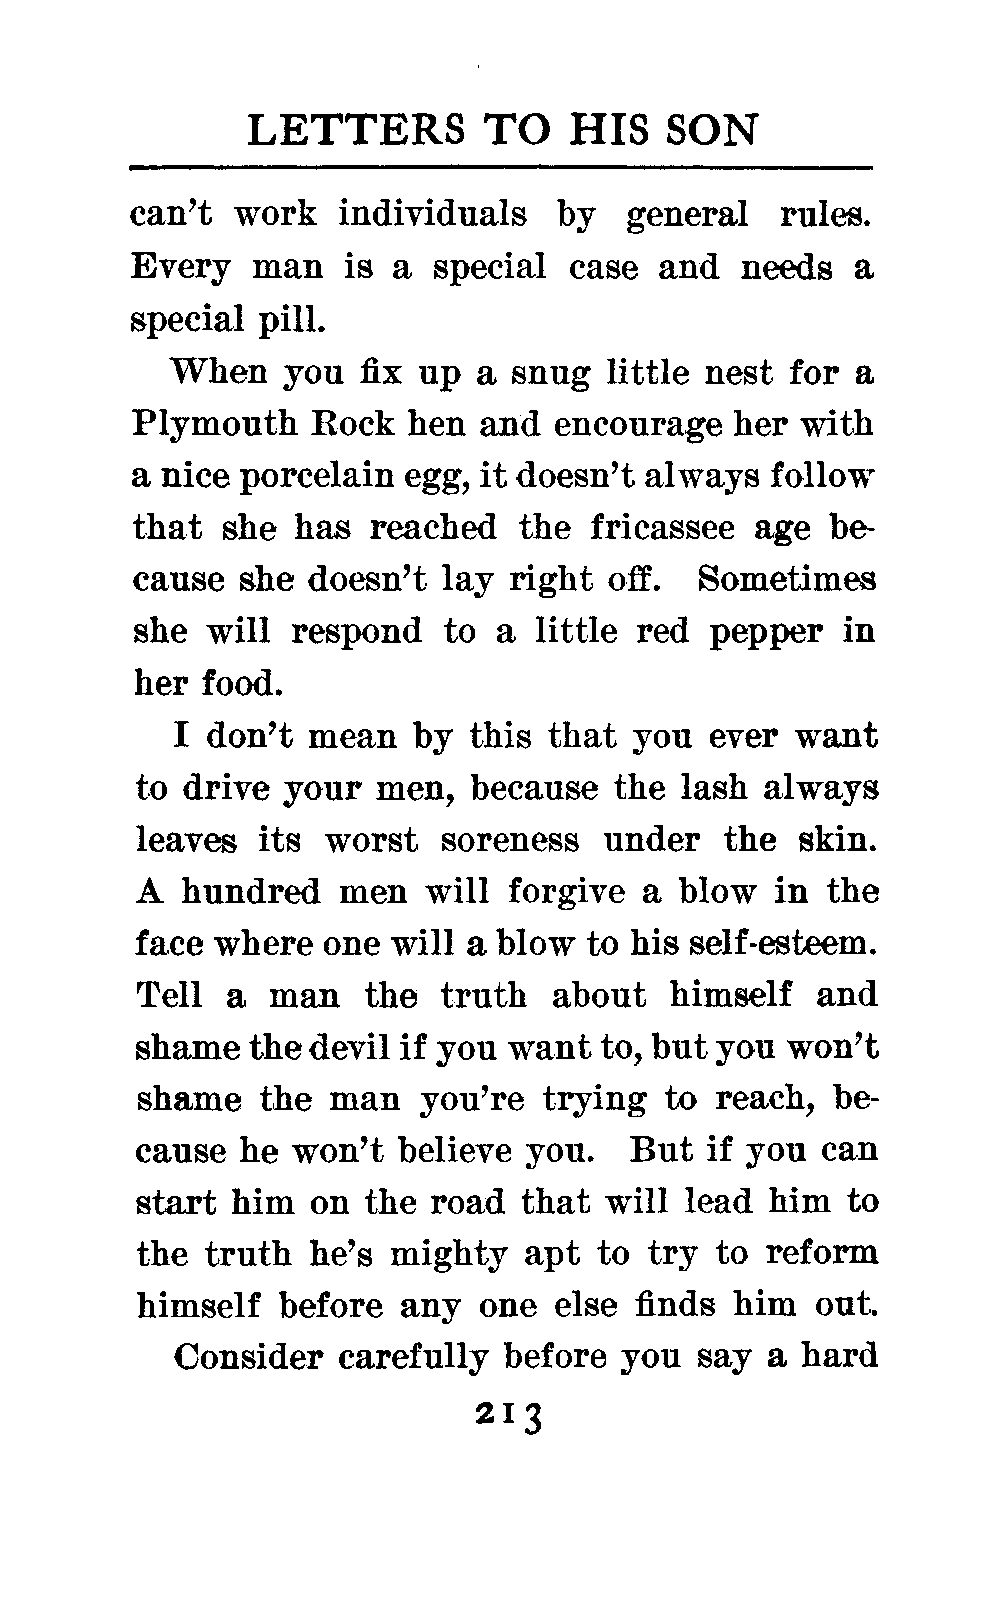 LETTERS TO HIS SON
can't work individuals by general rules.
Every man is a special case and needs a
special pill.
When you fix up a snug little nest for a
Plymouth Rock hen and encourage her with
a nice porcelain egg, it doesn't always follow
that she has reached the fricassee age be-
cause she doesn't lay right off. Sometimes
she will respond to a little red pepper in
her food.
I don't mean by this that you ever want
to drive your men, because the lash always
leaves its worst soreness under the skin.
A hundred men will forgive a blow in the
face where one will a blow to his self-esteem.
Tell a man the truth about himself and
shame the devil if you want to, but you won't
shame the man you're trying to reach, be-
cause he won't believe you. But if you can
start him on the road that will lead him to
the truth he's mighty apt to try to reform
himself before any one else finds him out.
Consider carefully before you say a hard
213